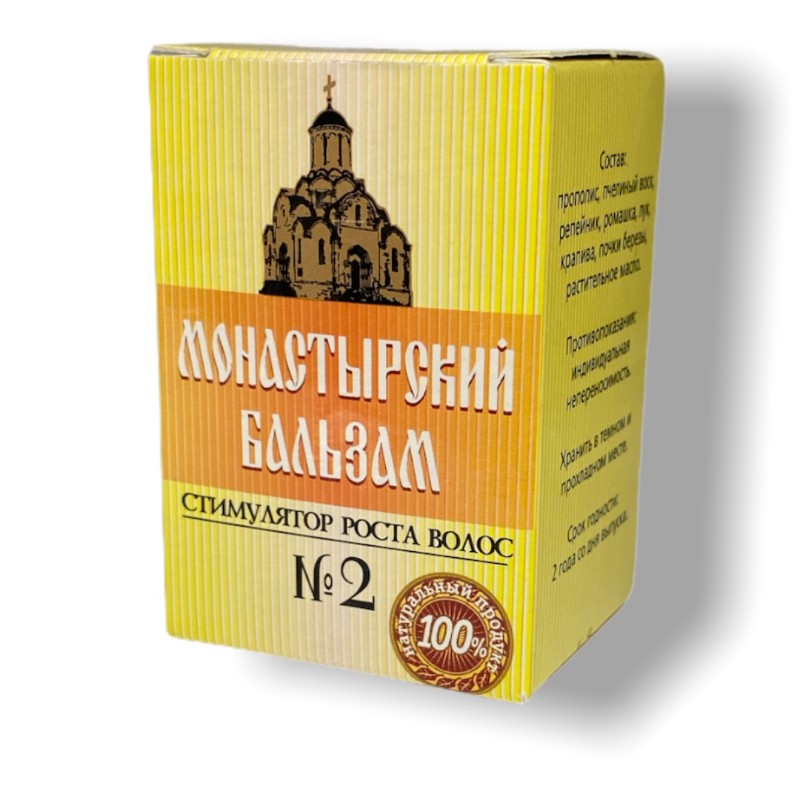 МОНАСТЫРСКИЙ
БАЛЬЗАМ
СТИМУЛЯТОР РОСТА ВОЛОС
№2
натуральный продукт
100%
Состав:
прополис, пчелиный воск,
репейник, ромашка, лук,
крапива, почки березы,
растительное масло.
Противопоказания:
индивидуальная
непереносимость.
Хранить в темном и
прохладном месте.
Срок годности:
2 года со дня выпуска.